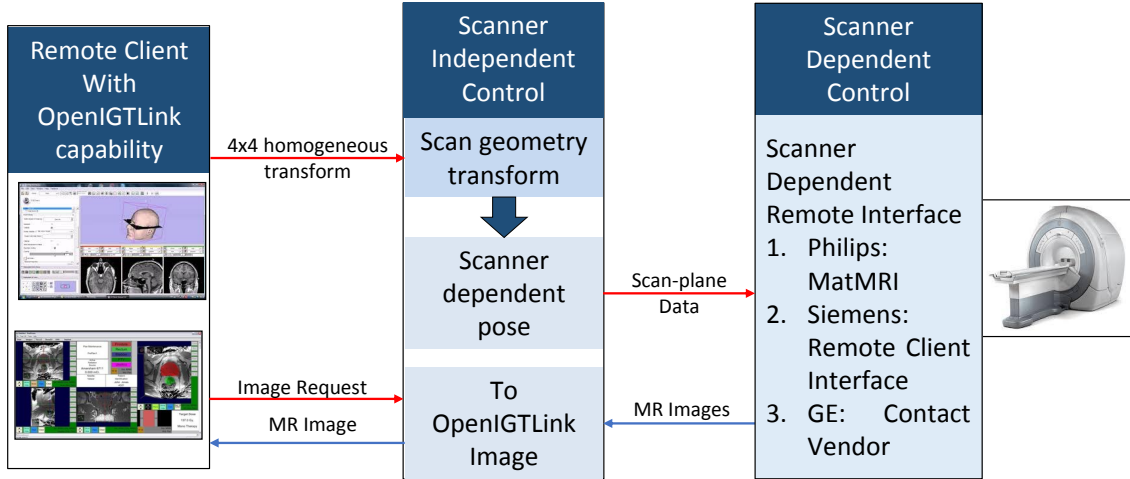 Remote Client
With
OpenIGTLink
capability
4x4 homogeneous
transform
Image Request
MR Image
Scanner
Independent
Control
Scan geometry
transform
Scanner
dependent
pose
To
OpenIGTLink
Image
Scan-plane
Data
MR Images
Scanner
Dependent
Control
Scanner
Dependent
Remote Interface
1. Philips:
MatMRI
2. Siemens:
Remote Client
Interface
3. GE: Contact
Vendor